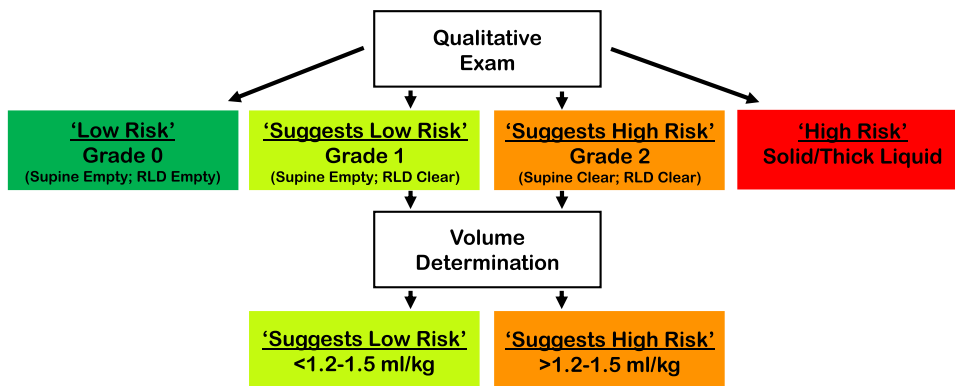 Qualitative
Exam
‘Low Risk’
Grade 0
(Supine Empty; RLD Empty)
‘Suggests Low Risk’
Grade 1
(Supine Empty; RLD Clear)
‘Suggests High Risk’
Grade 2
(Supine Clear; RLD Clear)
‘High Risk’
Solid/Thick Liquid
Volume
Determination
‘Suggests Low Risk’
<1.2-1.5 ml/kg
‘Suggests High Risk’
>1.2-1.5 ml/kg